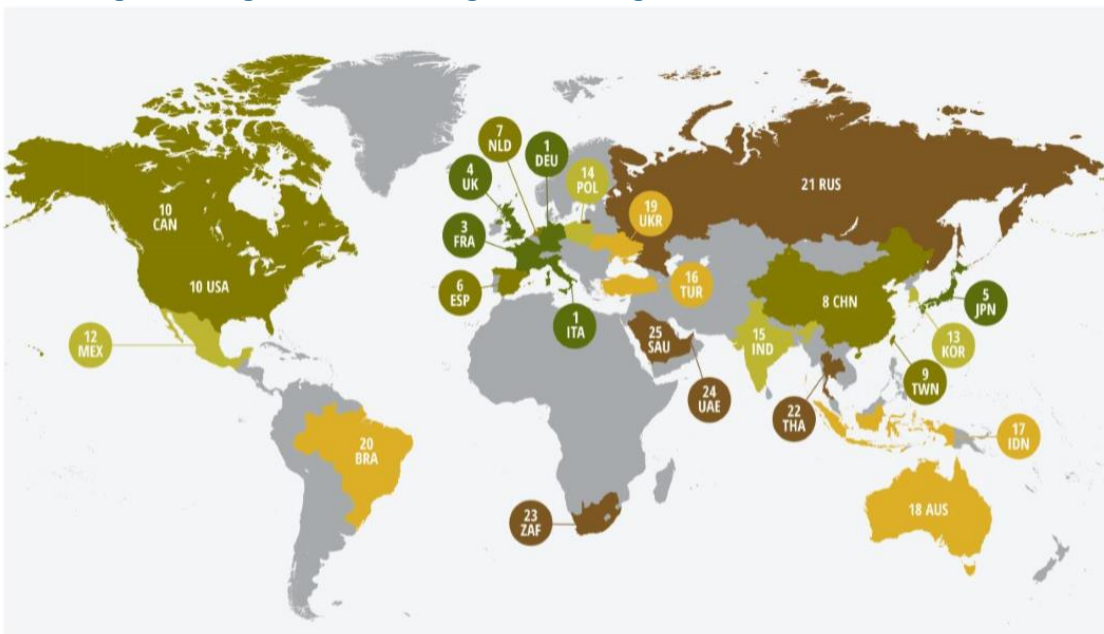 7
NLD
1
DEU
4
UK
14
POL
21 RUS
10
CAN
19
UKR
3
FRA
10 USA
6
ESP
16
TUR
8 CHN
5
JPN
1
ITA
12
MEX
25
SAU
15
IND
13
KOR
9
TWN
24
UAE
22
THA
17
IDN
20
BRA
23
ZAF
18 AUS